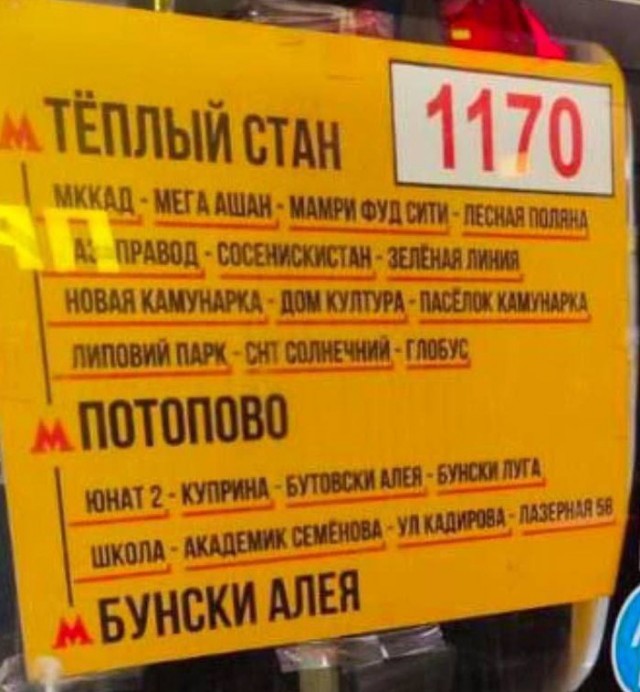 1170
М ТЁПЛЫЙ СТАН
МККАД - МЕГА АШАН - МАМРИ ФУД СИТИ - ЛЕСНАЯ ПОЛЯНА
ПРАВОД - СОСЕНИСКИСТАН - ЗЕЛЁНАЯ ЛИНИЯ
НОВАЯ КАМУНАРКА - ДОМ КУЛТУРА - ПАСЁЛОК КАМУНАРКА
ЛИПОВИЙ ПАРК - СНТ СОЛНЕЧНИЙ - ГЛОБУС
М ПОТОПОВО
ЮНАТ 2 - КУПРИНА - БУТОВСКИ АЛЕЯ - БУНСКИ ЛУГА
ШКОЛА - АКАДЕМИК СЕМЁНОВА - УЛ КАДИРОВА - ЛАЗЕРНАЯ 58
М БУНСКИ АЛЕЯ